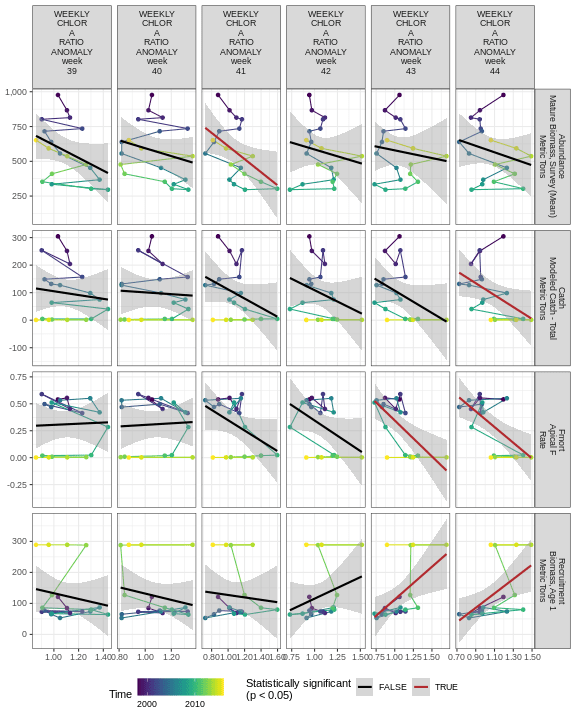 WEEKLY
CHLOR
A
RATIO
ANOMALY
week
39
WEEKLY
CHLOR
A
RATIO
ANOMALY
week
40
WEEKLY
CHLOR
A
RATIO
ANOMALY
week
41
WEEKLY
CHLOR
A
RATIO
ANOMALY
week
42
WEEKLY
CHLOR
A
RATIO
ANOMALY
week
43
WEEKLY
CHLOR
A
RATIO
ANOMALY
week
44
1,000
750
500
250
Abundance
Mature Biomass, Survey (Mean)
Metric Tons
300
200
100
0
-100
Catch
Modeled Catch - Total
Metric Tons
0.75
0.50
0.25
0.00
-0.25
Fmort
Apical F
Rate
300
200
100
0
Recruitment
Biomass, Age 1
Metric Tons
1.00 1.20 1.40
0.80 1.00 1.20
0.80 1.00 1.20 1.40 1.60
0.75 1.00 1.25 1.50
0.75 1.00 1.25 1.50
0.70 0.90 1.10 1.30 1.50
Time
2000 2010
Statistically significant
(p < 0.05)
FALSE
TRUE